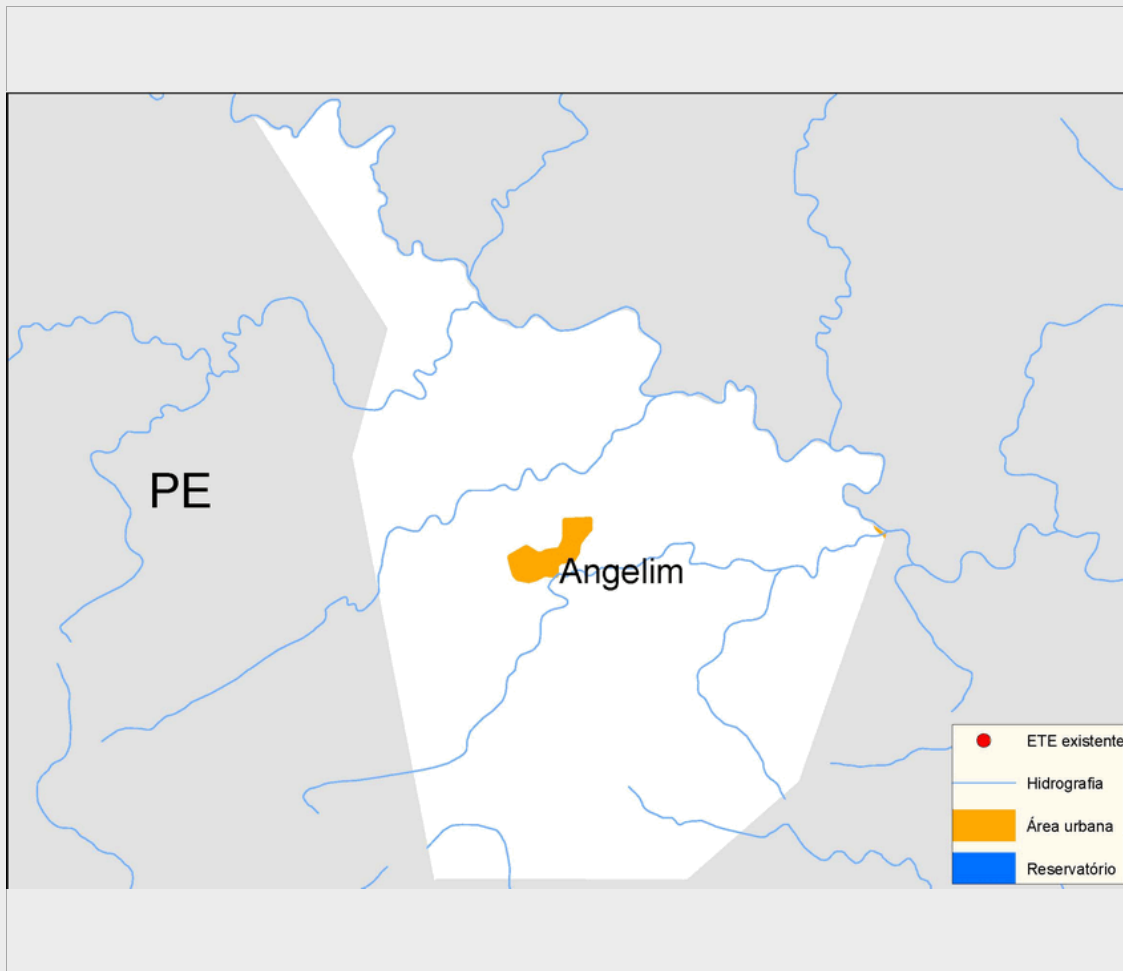 PE
Angelim
ETE existente
Hidrografia
Área urbana
Reservatório